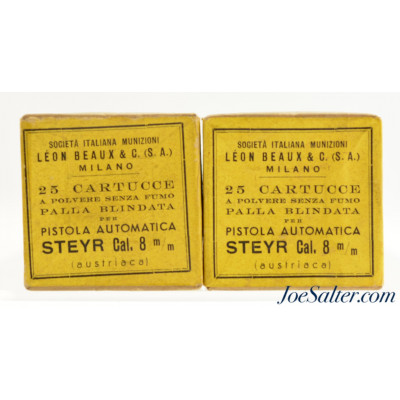 SOCIETÀ ITALIANA MUNIZIONI
LÉON BEAUX & C. (S. A.)
MILANO
25 CARTUCCE
A POLVERE SENZA FUMO
PALLA BLINDATA
PER
PISTOLA AUTOMATICA
STEYR Cal. 8 m/m
(austriaca)
SOCIETÀ ITALIANA MUNIZIONI
LÉON BEAUX & C. (S. A.)
MILANO
25 CARTUCCE
A POLVERE SENZA FUMO
PALLA BLINDATA
PER
PISTOLA AUTOMATICA
STEYR Cal. 8 m/m
(austriaca)
JoeSalter.com